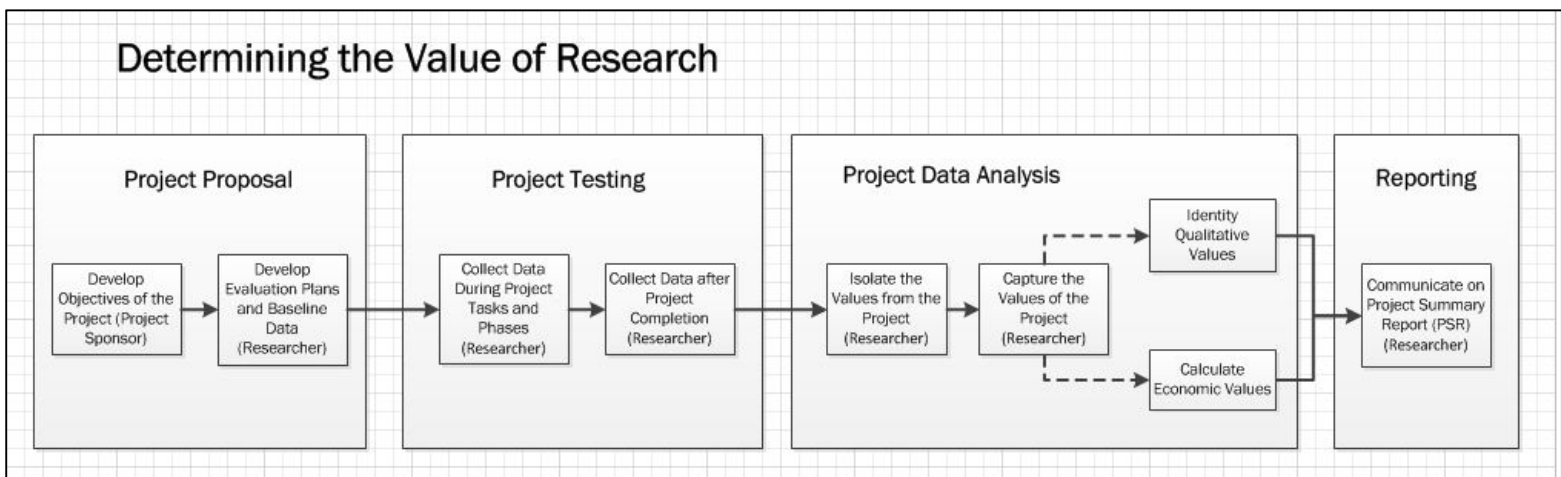 Determining the Value of Research
Project Proposal
Develop
Objectives of the
Project (Project
Sponsor)
Develop
Evaluation Plans
and Baseline
Data
(Researcher)
Project Testing
Collect Data
During Project
Tasks and
Phases
(Researcher)
Collect Data after
Project
Completion
(Researcher)
Project Data Analysis
Isolate the
Values from the
Project
(Researcher)
Capture the
Values of the
Project
(Researcher)
Identity
Qualitative
Values
Calculate
Economic Values
Reporting
Communicate on
Project Summary
Report (PSR)
(Researcher)